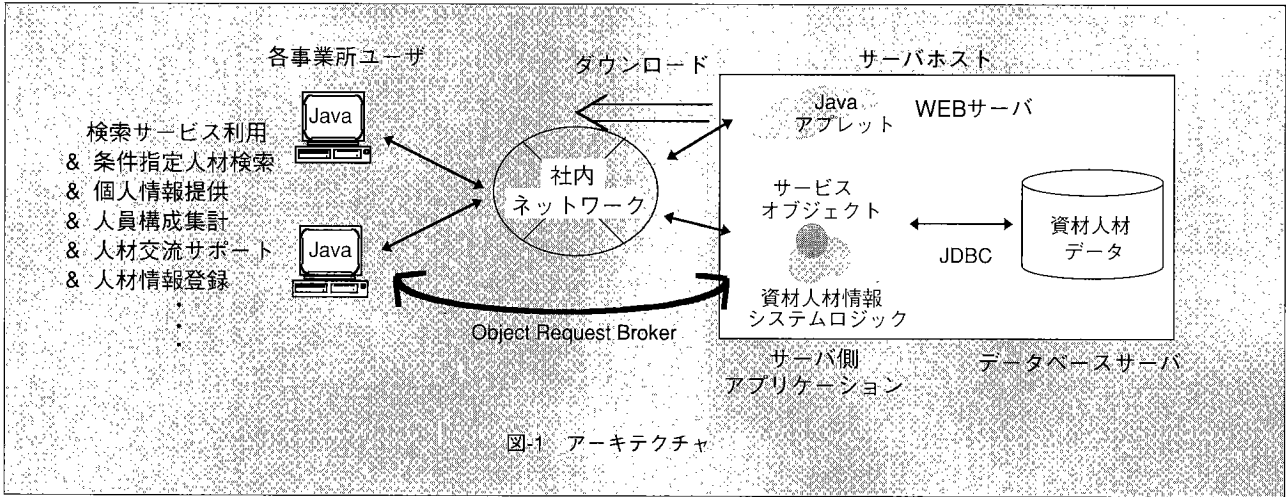 各事業所ユーザ
ダウンロード
サーバホスト
Java
Java
アプレット
WEBサーバ
検索サービス利用
& 条件指定人材検索
& 個人情報提供
& 人員構成集計
& 人材交流サポート
& 人材情報登録
・
・
Java
社内
ネットワーク
サービス
オブジェクト
JDBC
資材人材
データ
資材人材情報
システムロジック
Object Request Broker
サーバ側
アプリケーション
データベースサーバ
図-1 アーキテクチャ